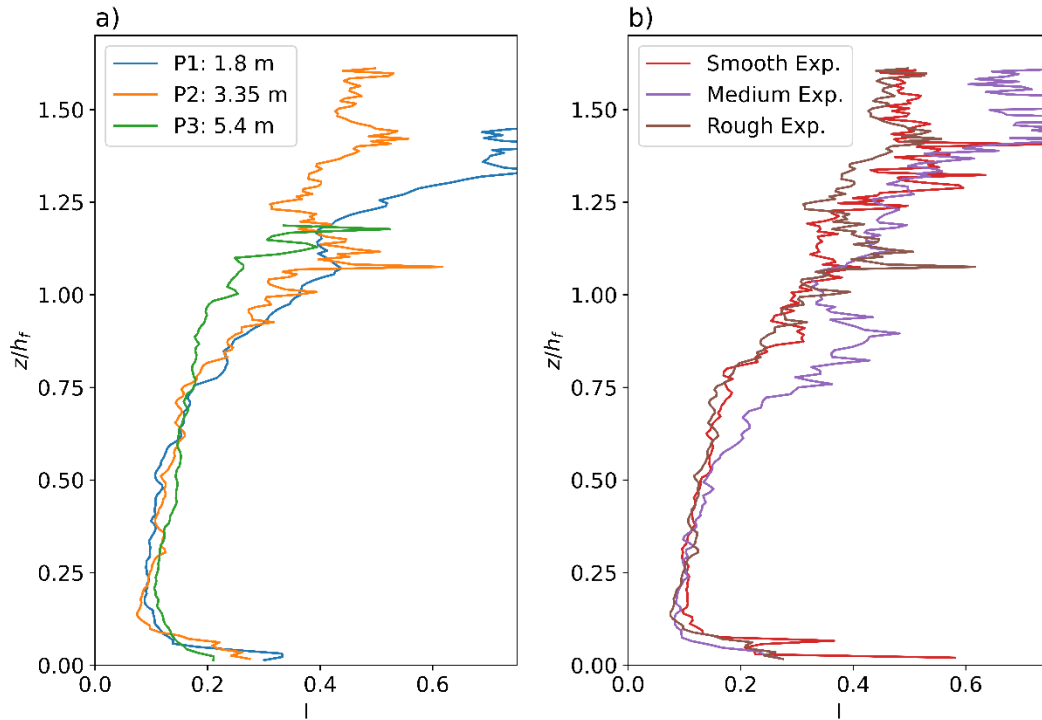 a)
P1: 1.8 m
P2: 3.35 m
P3: 5.4 m
1.50
1.25
1.00
0.75
0.50
0.25
0.00
z/h_f
0.0 0.2 0.4 0.6
I
b)
Smooth Exp.
Medium Exp.
Rough Exp.
1.50
1.25
1.00
0.75
0.50
0.25
0.00
z/h_f
0.0 0.2 0.4 0.6
I